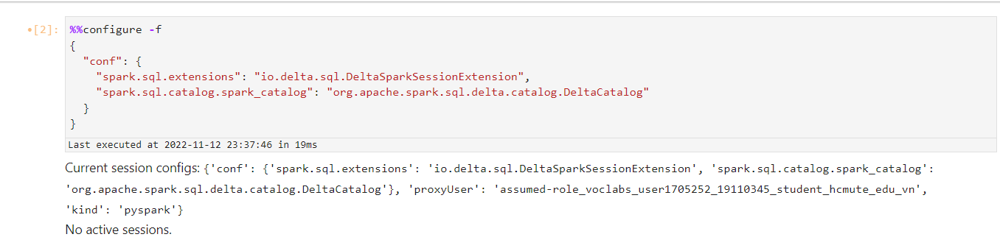 •[2]: %%configure -f
{
"conf": {
"spark.sql.extensions": "io.delta.sql.DeltaSparkSessionExtension",
"spark.sql.catalog.spark_catalog": "org.apache.spark.sql.delta.catalog.DeltaCatalog"
}
}
Last executed at 2022-11-12 23:37:46 in 19ms
Current session configs: {'conf': {'spark.sql.extensions': 'io.delta.sql.DeltaSparkSessionExtension', 'spark.sql.catalog.spark_catalog':
'org.apache.spark.sql.delta.catalog.DeltaCatalog'}, 'proxyUser': 'assumed-role_voclabs_user1705252_19110345_student_hcmute_edu_vn',
'kind': 'pyspark'}
No active sessions.